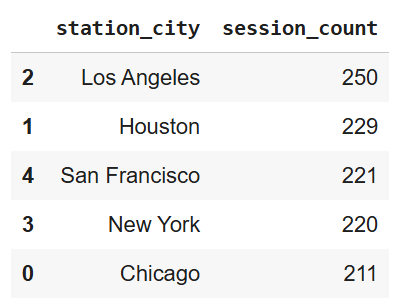 station_city session_count
2 Los Angeles 250
1 Houston 229
4 San Francisco 221
3 New York 220
0 Chicago 211